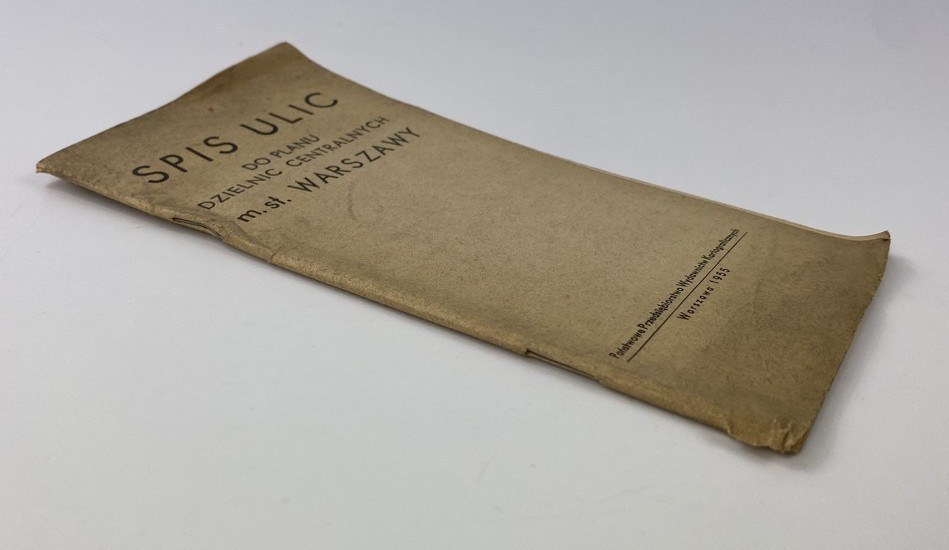 SPIS ULIC
DO PLANU
DZIELNIC CENTRALNYCH
m. st. WARSZAWY
Państwowe Przedsiębiorstwo Wydawnictw Kartograficznych
Warszawa 1955